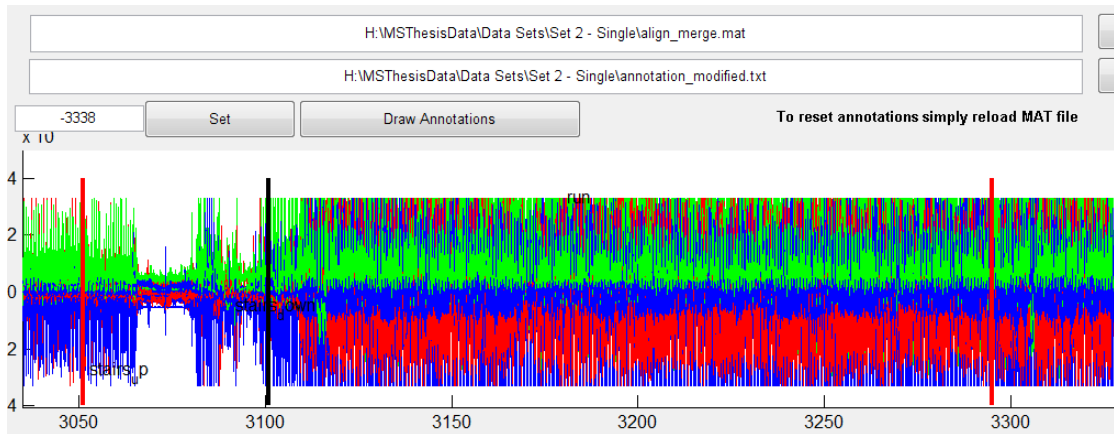 H:\MSThesisData\Data Sets\Set 2 - Single\align_merge.mat
H:\MSThesisData\Data Sets\Set 2 - Single\annotation_modified.txt
-3338 Set Draw Annotations To reset annotations simply reload MAT file
x 10
4
run
2
0
2
stairs_p
4
3050 3100 3150 3200 3250 3300